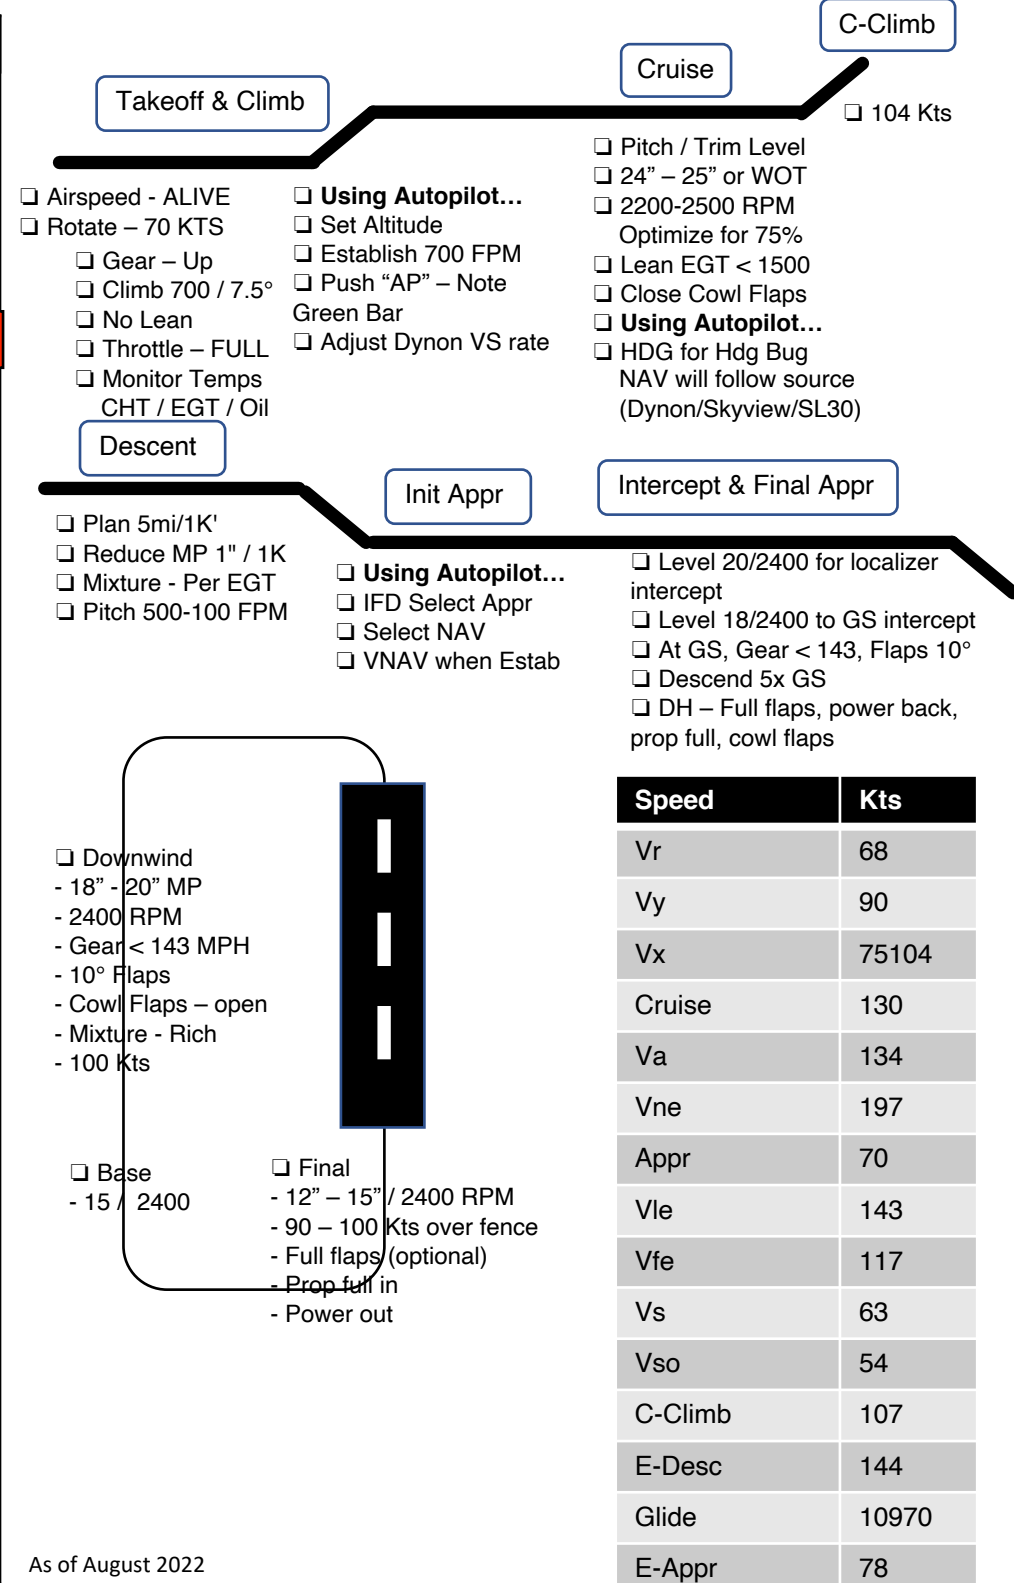 C-Climb
Cruise
Takeoff & Climb
❏ 104 Kts
❏ Airspeed - ALIVE
❏ Rotate – 70 KTS
❏ Gear – Up
❏ Climb 700 / 7.5°
❏ No Lean
❏ Throttle – FULL
❏ Monitor Temps
CHT / EGT / Oil
❏ Using Autopilot…
❏ Set Altitude
❏ Establish 700 FPM
❏ Push “AP” – Note
Green Bar
❏ Adjust Dynon VS rate
❏ Pitch / Trim Level
❏ 24” – 25” or WOT
❏ 2200-2500 RPM
Optimize for 75%
❏ Lean EGT < 1500
❏ Close Cowl Flaps
❏ Using Autopilot…
❏ HDG for Hdg Bug
NAV will follow source
(Dynon/Skyview/SL30)
Descent
Init Appr
Intercept & Final Appr
❏ Plan 5mi/1K'
❏ Reduce MP 1" / 1K
❏ Mixture - Per EGT
❏ Pitch 500-100 FPM
❏ Using Autopilot…
❏ IFD Select Appr
❏ Select NAV
❏ VNAV when Estab
❏ Level 20/2400 for localizer
intercept
❏ Level 18/2400 to GS intercept
❏ At GS, Gear < 143, Flaps 10°
❏ Descend 5x GS
❏ DH – Full flaps, power back,
prop full, cowl flaps
❏ Downwind
- 18” - 20” MP
- 2400 RPM
- Gear < 143 MPH
- 10° Flaps
- Cowl Flaps – open
- Mixture - Rich
- 100 Kts
❏ Base
- 15 / 2400
❏ Final
- 12” – 15” / 2400 RPM
- 90 – 100 Kts over fence
- Full flaps (optional)
- Prop full in
- Power out
Speed Kts
Vr 68
Vy 90
Vx 75104
Cruise 130
Va 134
Vne 197
Appr 70
Vle 143
Vfe 117
Vs 63
Vso 54
C-Climb 107
E-Desc 144
Glide 10970
E-Appr 78
As of August 2022